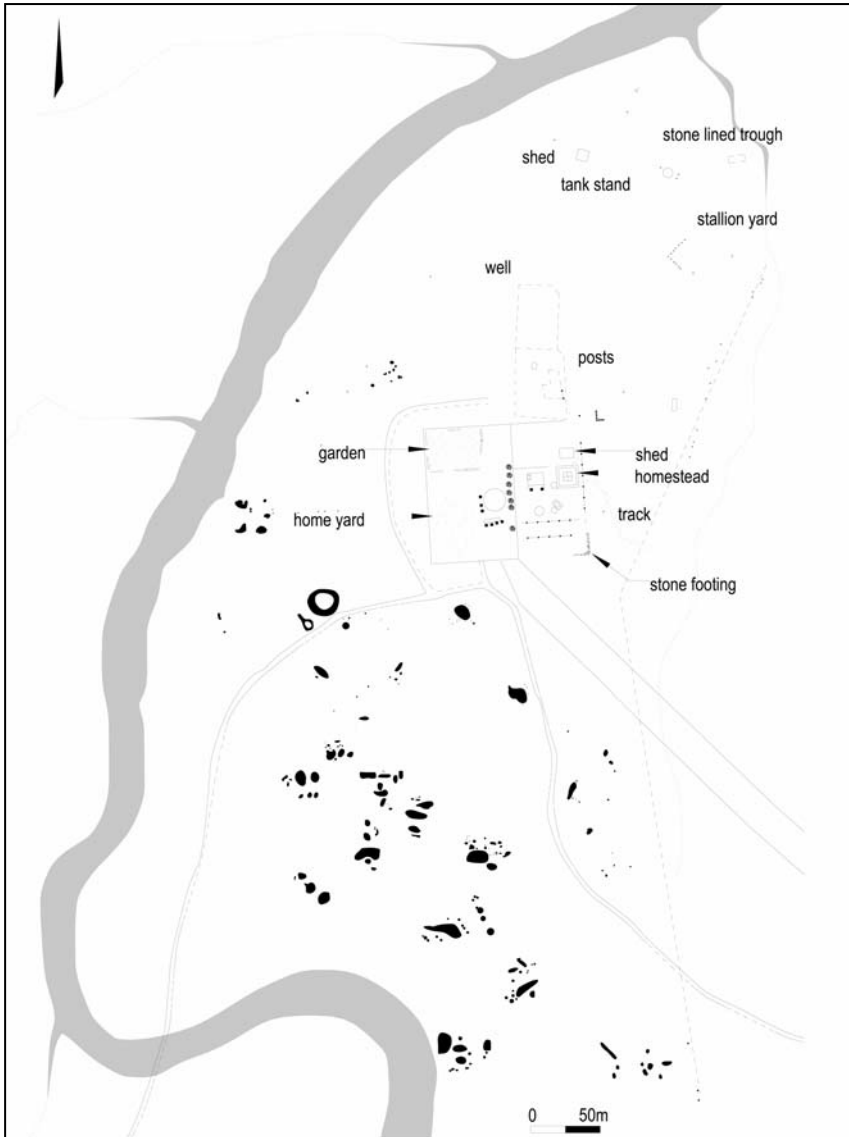 stone lined trough
shed
tank stand
stallion yard
well
posts
garden
shed
homestead
home yard
track
stone footing
0 50m